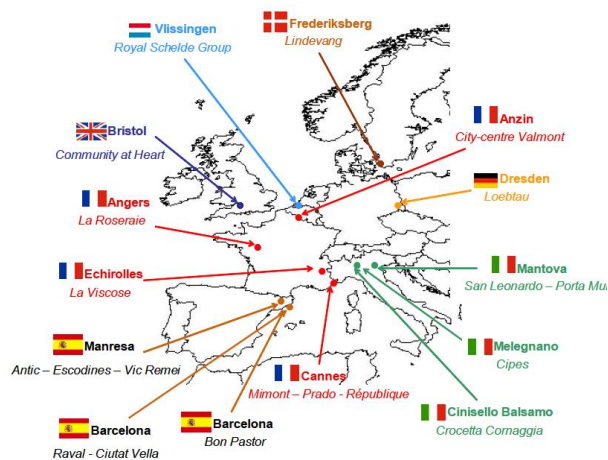 Vlissingen
Royal Schelde Group
Frederiksberg
Lindevang
Anzin
City-centre Valmont
Bristol
Community at Heart
Dresden
Loebtau
Angers
La Roseraie
Echirolles
La Viscose
Mantova
San Leonardo – Porta Mul
Manresa
Antic – Escodines – Vic Remei
Melegnano
Cipes
Cannes
Mimont – Prado - République
Barcelona
Raval - Ciutat Vella
Barcelona
Bon Pastor
Cinisello Balsamo
Crocetta Cornaggia